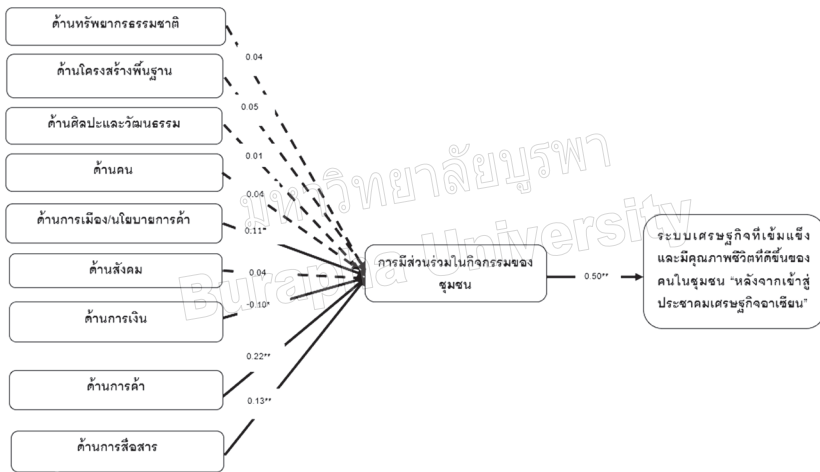 ด้านทรัพยากรธรรมชาติ
0.04
ด้านโครงสร้างพื้นฐาน
0.05
ด้านศิลปะและวัฒนธรรม
0.01
ด้านคน
0.04
ด้านการเมือง/นโยบายการค้า
0.11*
ด้านสังคม
0.04
ด้านการเงิน
-0.10*
ด้านการค้า
0.22**
ด้านการสื่อสาร
0.13**
การมีส่วนร่วมในกิจกรรมของ
ชุมชน
0.50**
ระบบเศรษฐกิจที่เข้มแข็ง
และมีคุณภาพชีวิตที่ดีขึ้นของ
คนในชุมชน “หลังจากเข้าสู่
ประชาคมเศรษฐกิจอาเซียน”
มหาวิทยาลัยบูรพา
Burapha University